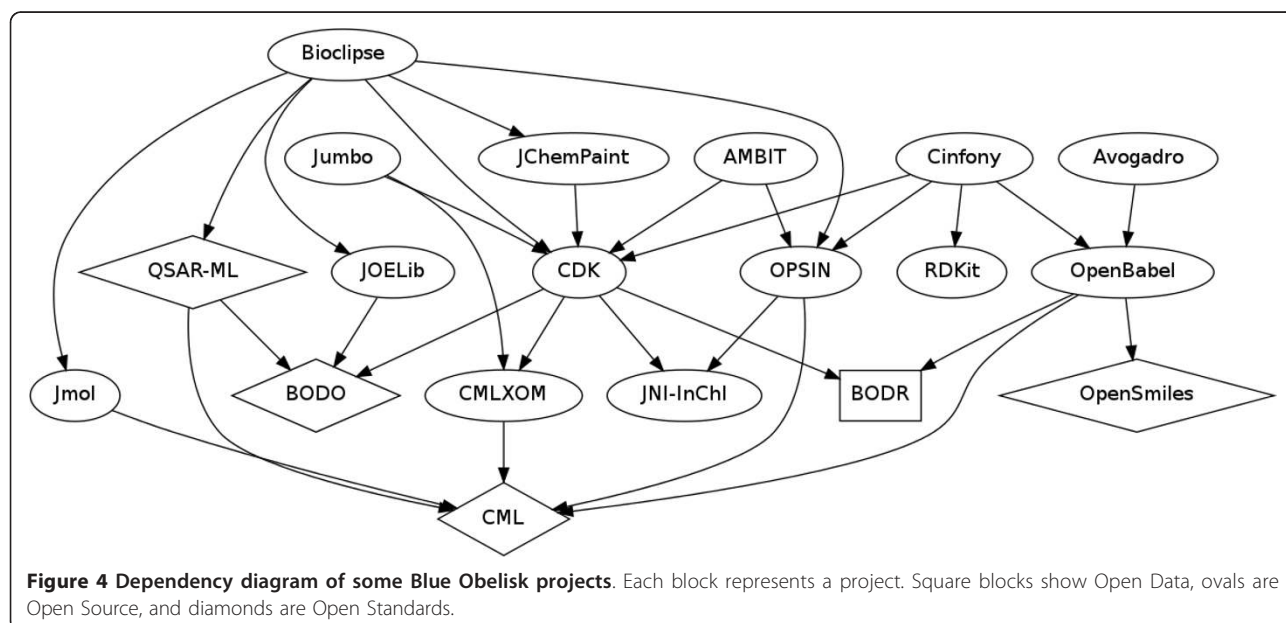 Bioclipse
Jumbo
JChemPaint
AMBIT
Cinfony
Avogadro
QSAR-ML
JOELib
CDK
OPSIN
RDKit
OpenBabel
Jmol
BODO
CMLXOM
JNI-InChI
BODR
OpenSmiles
CML
Figure 4 Dependency diagram of some Blue Obelisk projects. Each block represents a project. Square blocks show Open Data, ovals are
Open Source, and diamonds are Open Standards.